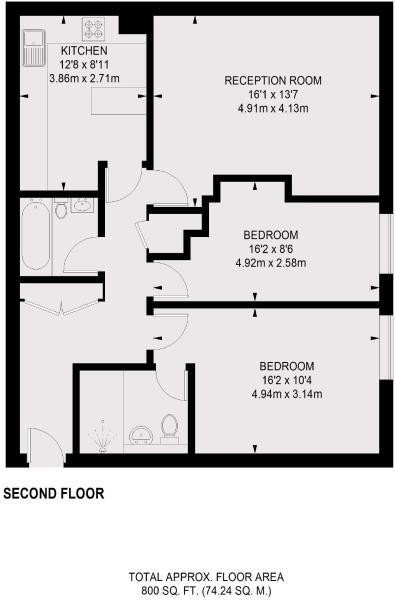 KITCHEN
12'8 x 8'11
3.86m x 2.71m
RECEPTION ROOM
16'1 x 13'7
4.91m x 4.13m
BEDROOM
16'2 x 8'6
4.92m x 2.58m
BEDROOM
16'2 x 10'4
4.94m x 3.14m
SECOND FLOOR
TOTAL APPROX. FLOOR AREA
800 SQ. FT. (74.24 SQ. M.)